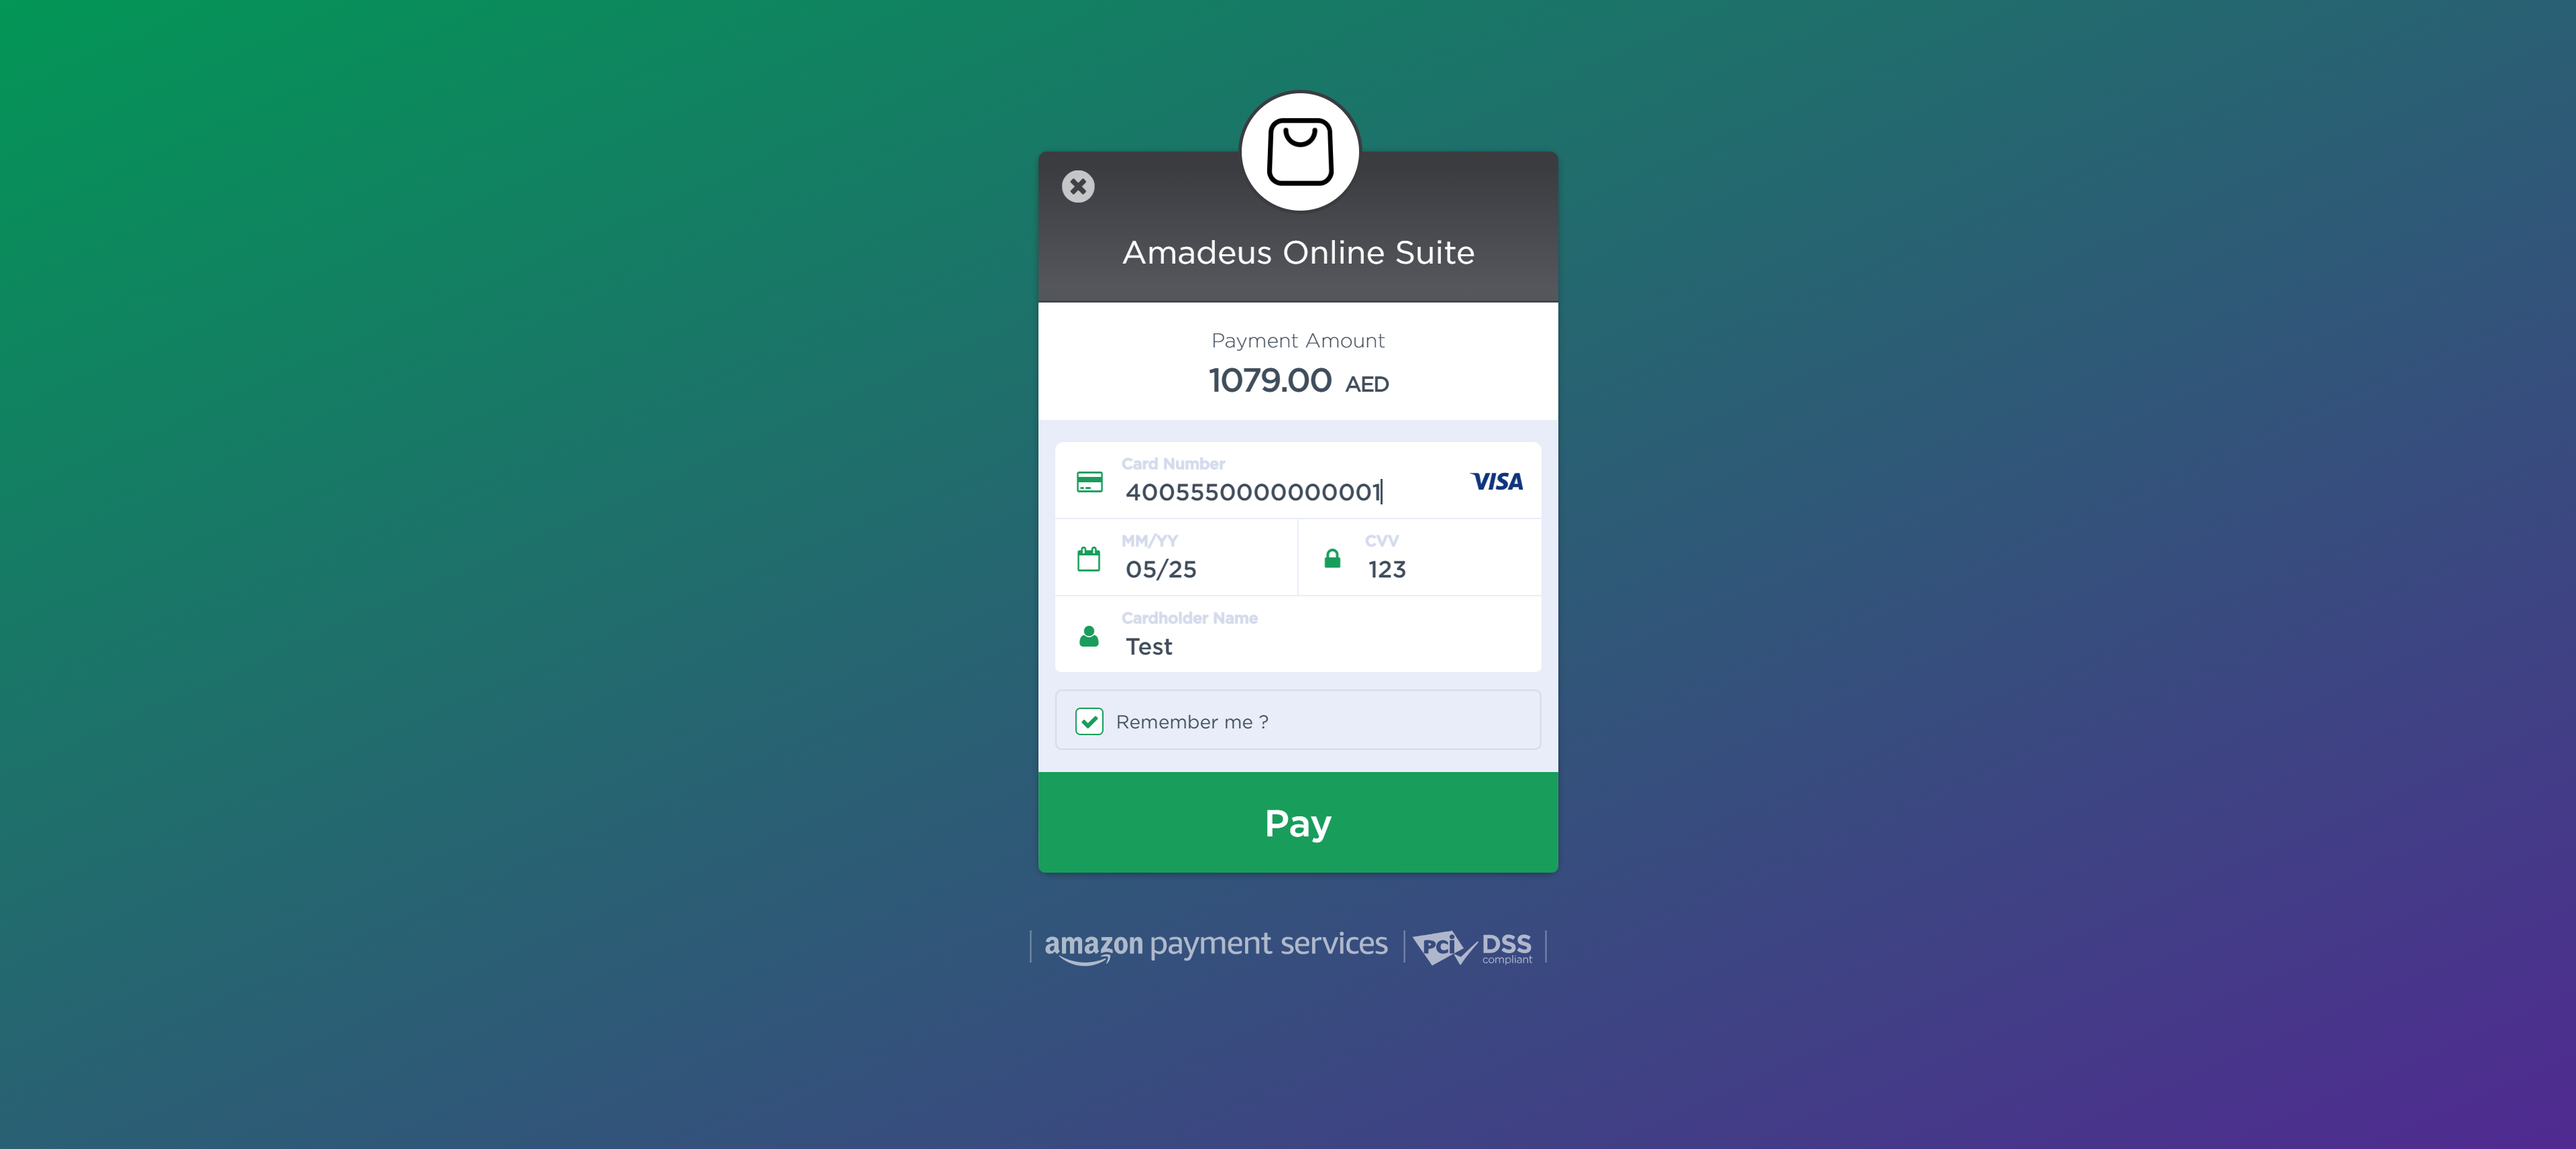 Amadeus Online Suite
Payment Amount
1079.00 AED
Card Number
4005550000000001
VISA
MM/YY
05/25
CVV
123
Cardholder Name
Test
Remember me ?
Pay
amazon payment services
PCi DSS
compliant